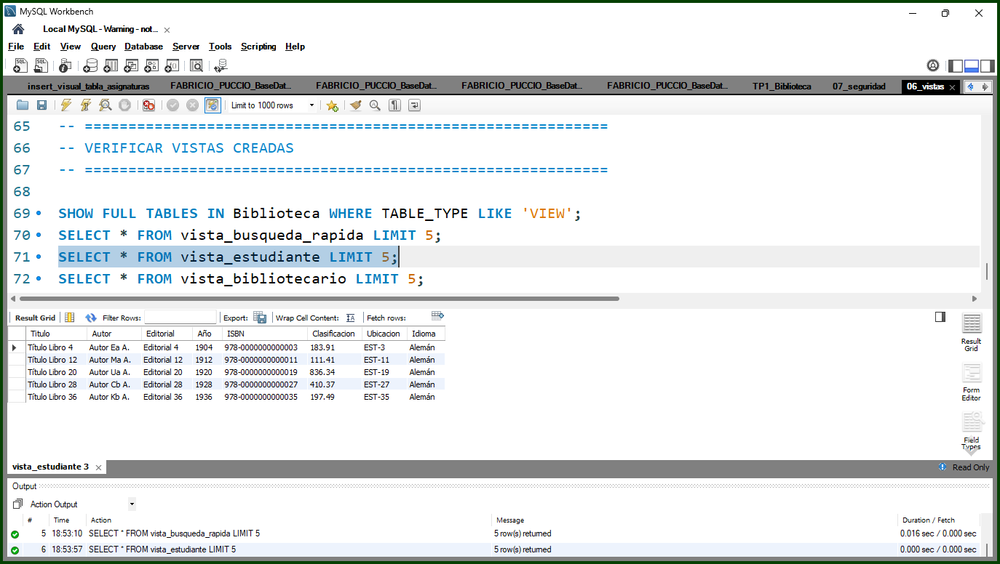 MySQL Workbench
Local MySQL - Warning - not...
File Edit View Query Database Server Tools Scripting Help
insert_visual_tabla_asignaturas FABRICIO_PUCCIO_BaseDat... FABRICIO_PUCCIO_BaseDat... FABRICIO_PUCCIO_BaseDat... FABRICIO_PUCCIO_BaseDat... TP1_Biblioteca 07_seguridad 06_vistas
Limit to 1000 rows
65 -- ============================================================
66 -- VERIFICAR VISTAS CREADAS
67 -- ============================================================
68
69 SHOW FULL TABLES IN Biblioteca WHERE TABLE_TYPE LIKE 'VIEW';
70 SELECT * FROM vista_busqueda_rapida LIMIT 5;
71 SELECT * FROM vista_estudiante LIMIT 5;
72 SELECT * FROM vista_bibliotecario LIMIT 5;
Result Grid Filter Rows: Export: Wrap Cell Content: Fetch rows:
Titulo Autor Editorial Año ISBN Clasificacion Ubicacion Idioma
Título Libro 4 Autor Ea A. Editorial 4 1904 978-0000000000003 183.91 EST-3 Alemán
Título Libro 12 Autor Ma A. Editorial 12 1912 978-0000000000011 111.41 EST-11 Alemán
Título Libro 20 Autor Ua A. Editorial 20 1920 978-0000000000019 836.34 EST-19 Alemán
Título Libro 28 Autor Cb A. Editorial 28 1928 978-0000000000027 410.37 EST-27 Alemán
Título Libro 36 Autor Kb A. Editorial 36 1936 978-0000000000035 197.49 EST-35 Alemán
Result
Grid
Form
Editor
Field
Types
vista_estudiante 3 Read Only
Output
Action Output
# Time Action Message Duration / Fetch
5 18:53:10 SELECT * FROM vista_busqueda_rapida LIMIT 5 5 row(s) returned 0.016 sec / 0.000 sec
6 18:53:57 SELECT * FROM vista_estudiante LIMIT 5 5 row(s) returned 0.000 sec / 0.000 sec